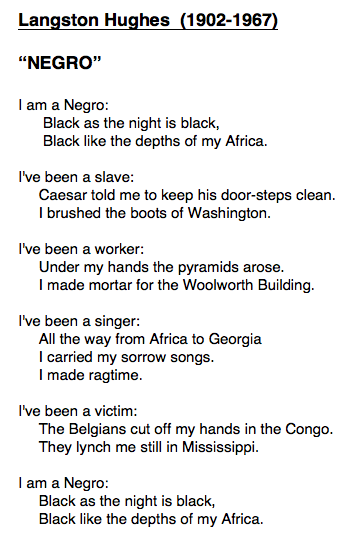 Langston Hughes  (1902-1967)
“NEGRO”
I am a Negro:
Black as the night is black,
Black like the depths of my Africa.
I've been a slave:
Caesar told me to keep his door-steps clean.
I brushed the boots of Washington.
I've been a worker:
Under my hands the pyramids arose.
I made mortar for the Woolworth Building.
I've been a singer:
All the way from Africa to Georgia
I carried my sorrow songs.
I made ragtime.
I've been a victim:
The Belgians cut off my hands in the Congo.
They lynch me still in Mississippi.
I am a Negro:
Black as the night is black,
Black like the depths of my Africa.